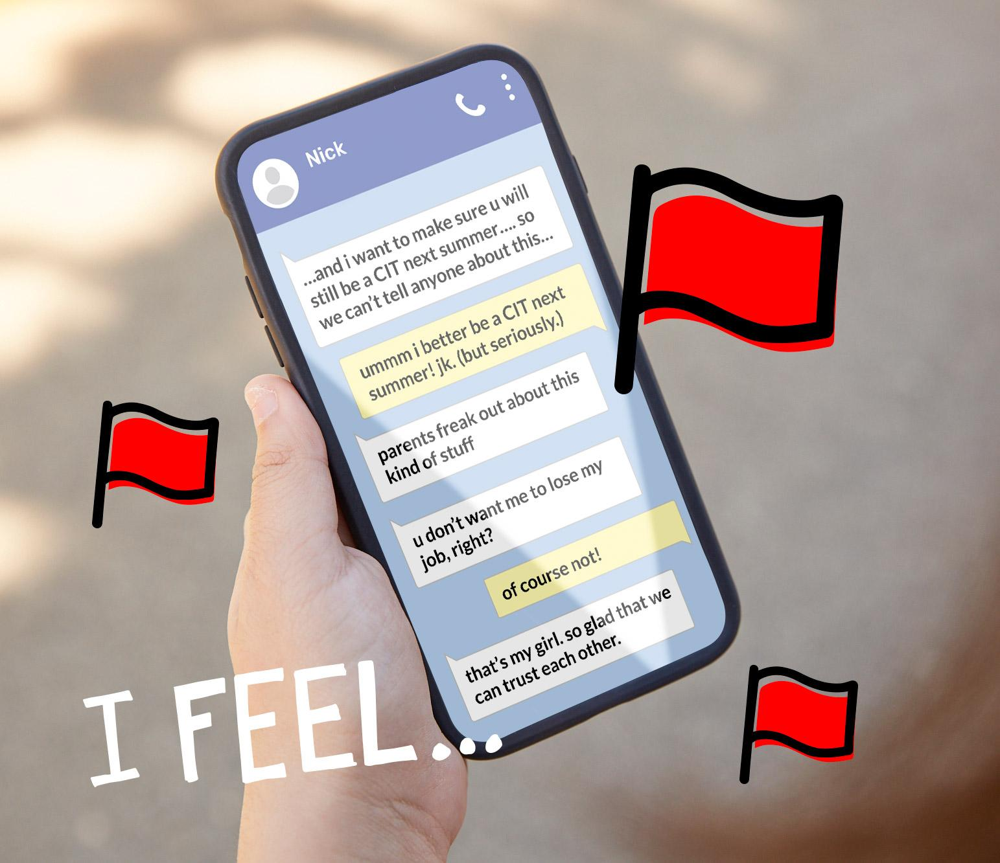 Nick
...and i want to make sure u will
still be a CIT next summer.... so
we can't tell anyone about this...
ummm i better be a CIT next
summer! jk. (but seriously.)
parents freak out about this
kind of stuff
u don't want me to lose my
job, right?
of course not!
that's my girl. so glad that we
can trust each other.
I FEEL...